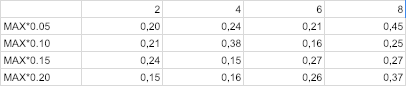 2 4 6 8
MAX*0.05 0,20 0,24 0,21 0,45
MAX*0.10 0,21 0,38 0,16 0,25
MAX*0.15 0,24 0,15 0,27 0,27
MAX*0.20 0,15 0,16 0,26 0,37